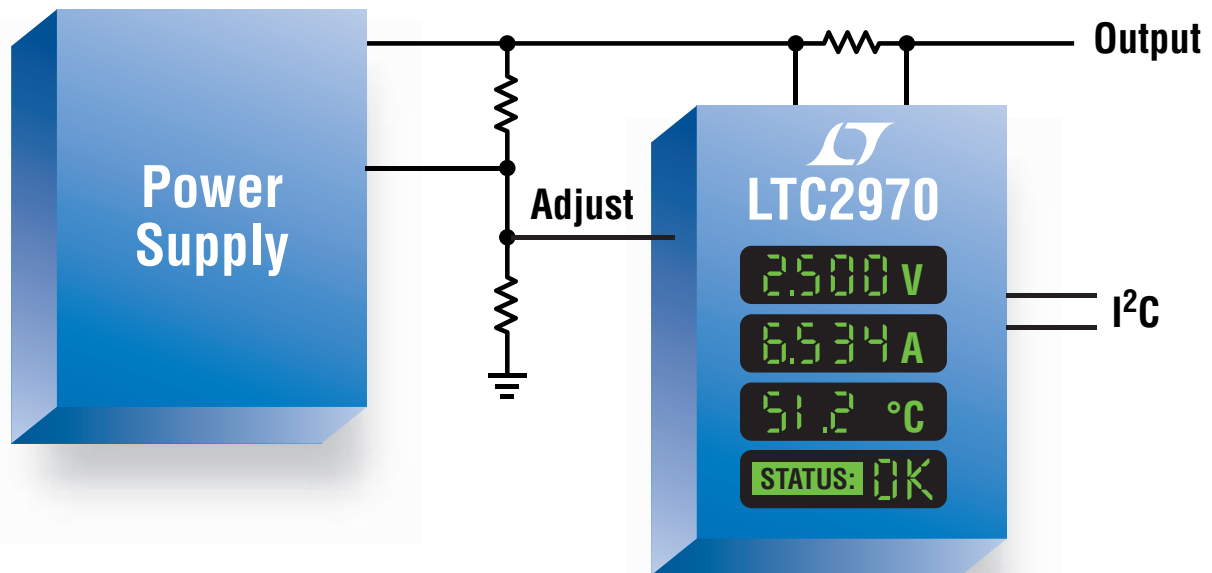 Output
Power
Supply
Adjust
LTC2970
2.500 V
6.534 A
51.2 °C
STATUS: OK
I²C